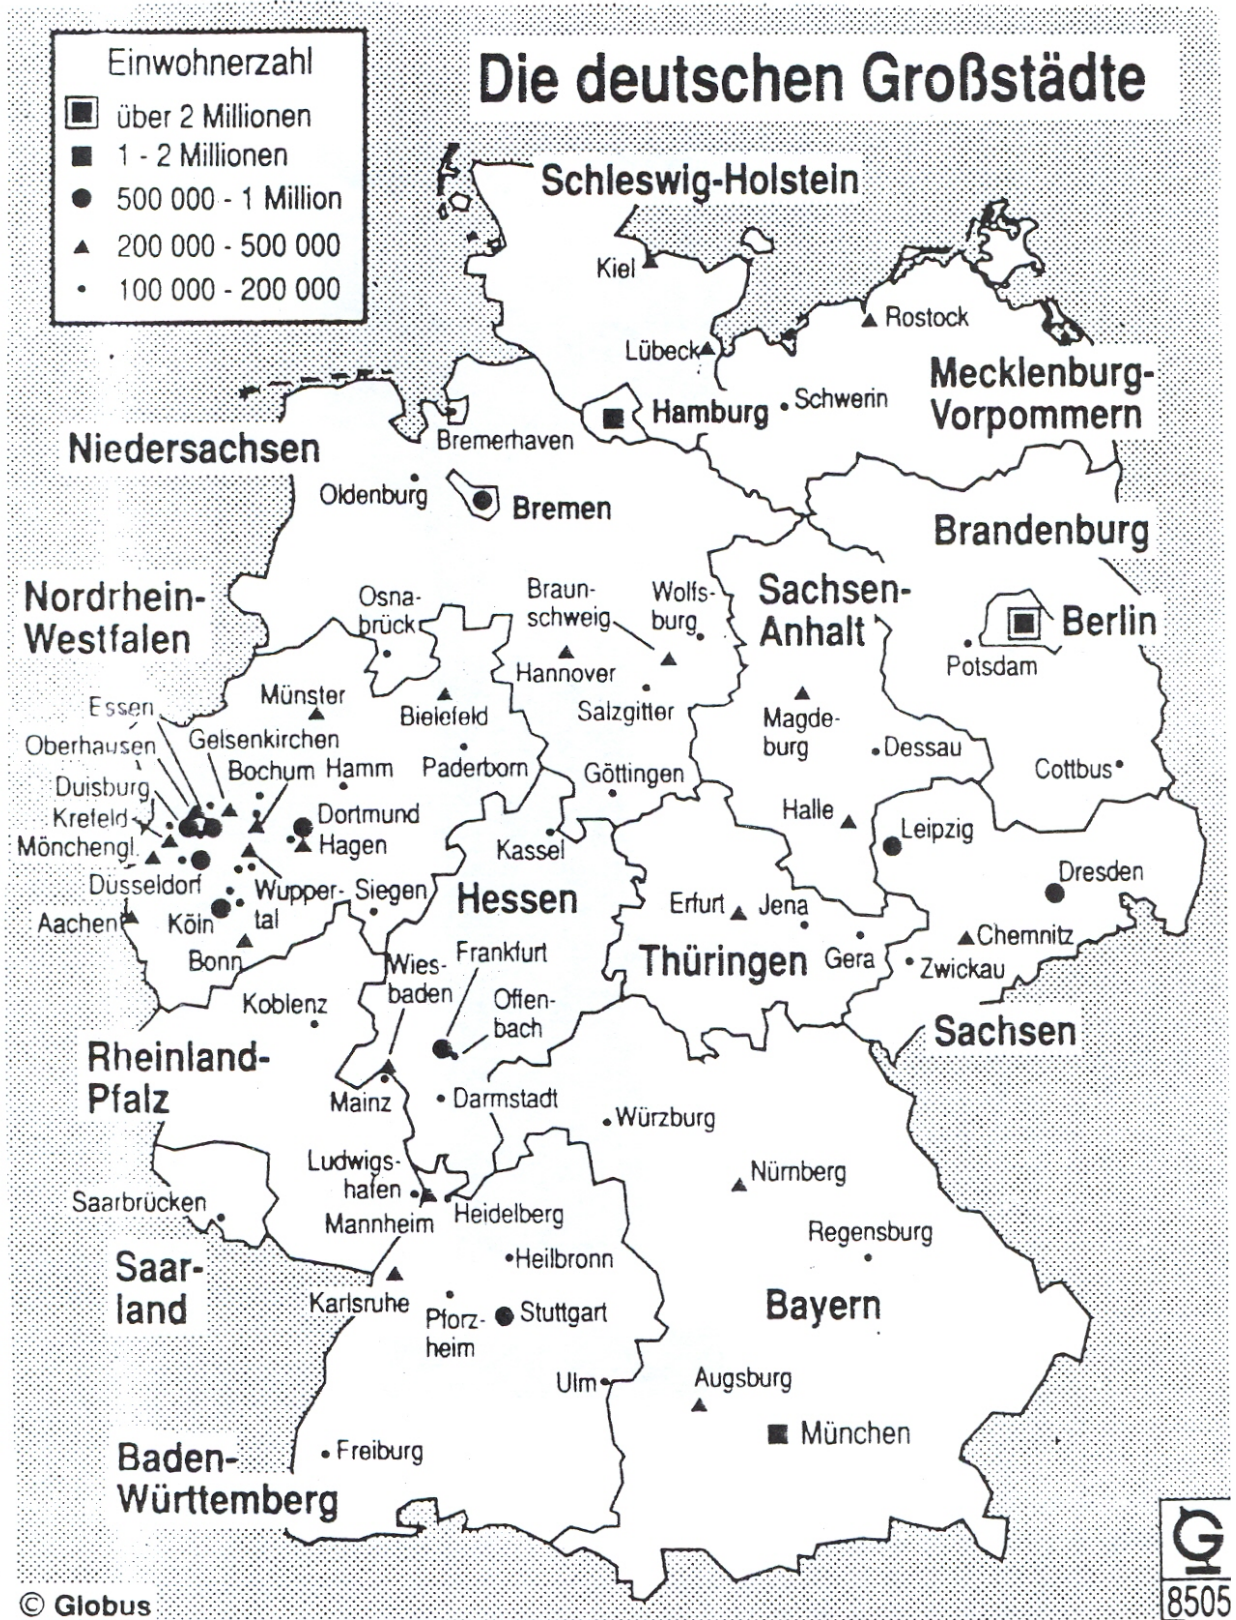 Die deutschen Großstädte
Einwohnerzahl
über 2 Millionen
1 - 2 Millionen
500 000 - 1 Million
200 000 - 500 000
100 000 - 200 000
Schleswig-Holstein
Kiel
Rostock
Lübeck
Mecklenburg-
Vorpommern
Hamburg
Schwerin
Niedersachsen
Bremerhaven
Oldenburg
Bremen
Brandenburg
Nordrhein-
Westfalen
Osna-
brück
Braun-
schweig
Wolfs-
burg
Sachsen-
Anhalt
Berlin
Potsdam
Hannover
Münster
Bielefeld
Salzgitter
Magde-
burg
Essen
Oberhausen
Gelsenkirchen
Dessau
Duisburg
Bochum
Hamm
Paderborn
Göttingen
Cottbus
Krefeld
Dortmund
Halle
Leipzig
Mönchengl.
Hagen
Kassel
Düsseldorf
Wupper-
tal
Siegen
Hessen
Dresden
Aachen
Köln
Erfurt
Jena
Bonn
Frankfurt
Thüringen
Gera
Chemnitz
Zwickau
Wies-
baden
Koblenz
Offen-
bach
Sachsen
Rheinland-
Pfalz
Mainz
Darmstadt
Würzburg
Ludwigs-
hafen
Nürnberg
Saarbrücken
Mannheim
Heidelberg
Regensburg
Heilbronn
Saar-
land
Karlsruhe
Pforz-
heim
Stuttgart
Bayern
Ulm
Augsburg
München
Freiburg
Baden-
Württemberg
G
8505
© Globus